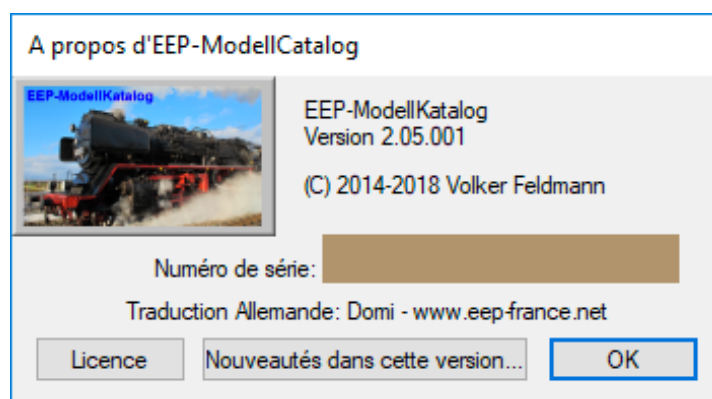 A propos d'EEP-ModellCatalog
EEP-ModellKatalog
EEP-ModellKatalog
Version 2.05.001
(C) 2014-2018 Volker Feldmann
Numéro de série:
Traduction Allemande: Domi - www.eep-france.net
Licence
Nouveautés dans cette version...
OK